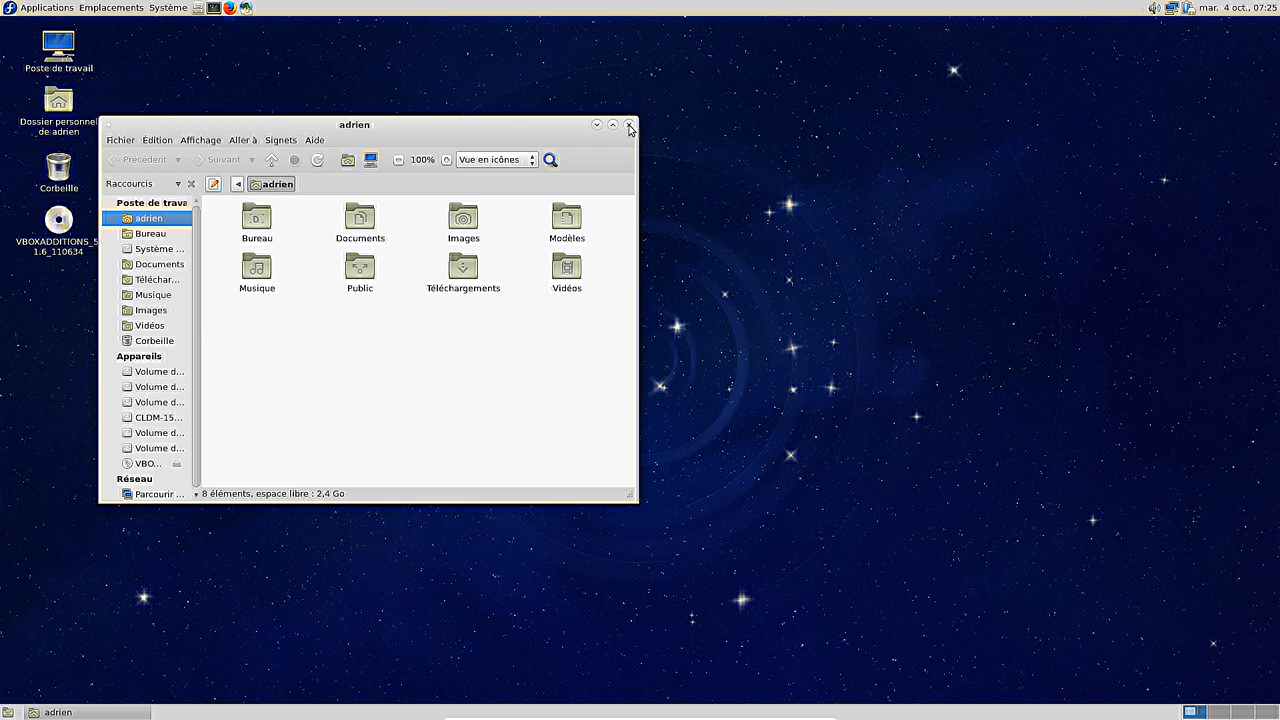 Applications Emplacements Système
mar. 4 oct., 07:25
Poste de travail
Dossier personnel
de adrien
Corbeille
VBOXADDITIONS_5
1.6_110634
adrien
Fichier Édition Affichage Aller à Signets Aide
Précédent Suivant 100% Vue en icônes
Raccourcis adrien
Poste de trava
adrien
Bureau
Système ...
Documents
Téléchar...
Musique
Images
Vidéos
Corbeille
Appareils
Volume d...
Volume d...
Volume d...
CLDM-15...
Volume d...
Volume d...
VBO...
Réseau
Parcourir ...
Bureau Documents Images Modèles
Musique Public Téléchargements Vidéos
8 éléments, espace libre : 2,4 Go
adrien